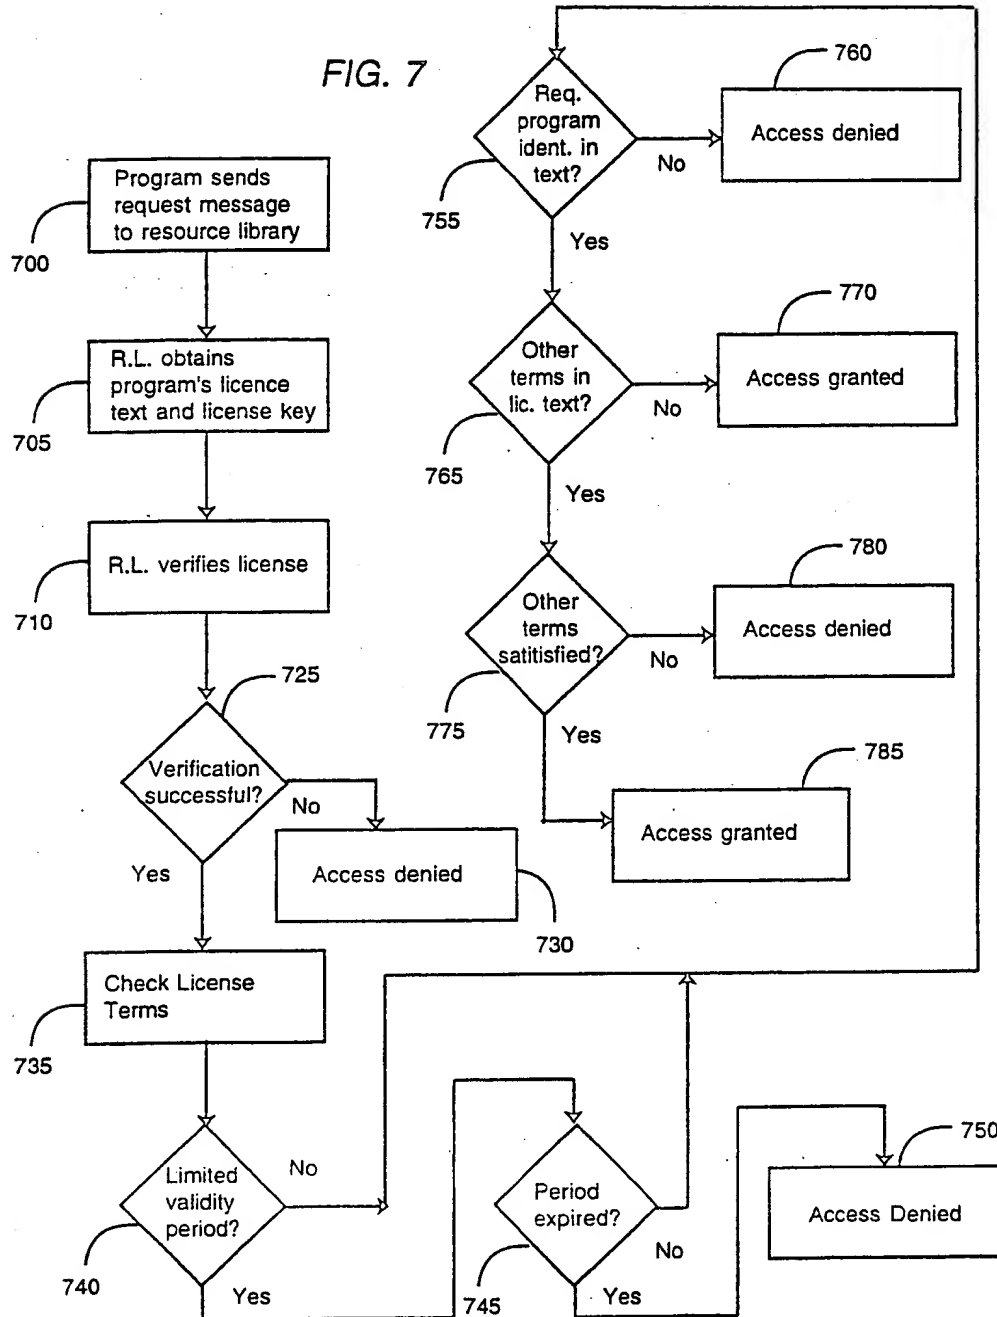 FIG. 7
Program sends
request message
to resource library
700
R.L. obtains
program's licence
text and license key
705
R.L. verifies license
710
725
Verification
successful?
No
Yes
Access denied
730
Check License
Terms
735
Limited
validity
period?
No
740
Yes
Period
expired?
No
745
Yes
750
Access Denied
Req.
program
ident. in
text?
755
No
760
Access denied
Yes
Other
terms in
lic. text?
765
No
770
Access granted
Yes
Other
terms
satitisfied?
775
No
780
Access denied
Yes
785
Access granted